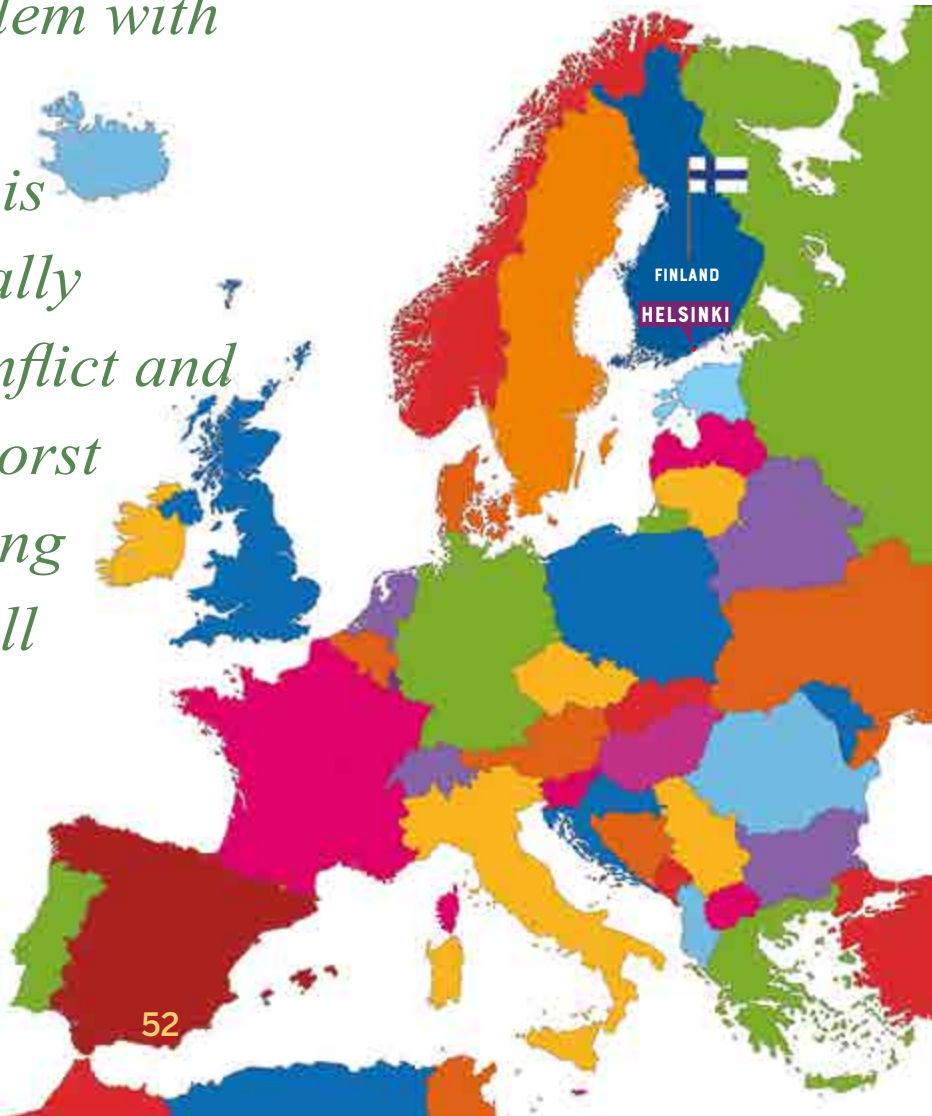 lem with
is
ally
nflict and
orst
ng
ll
FINLAND
HELSINKI
52